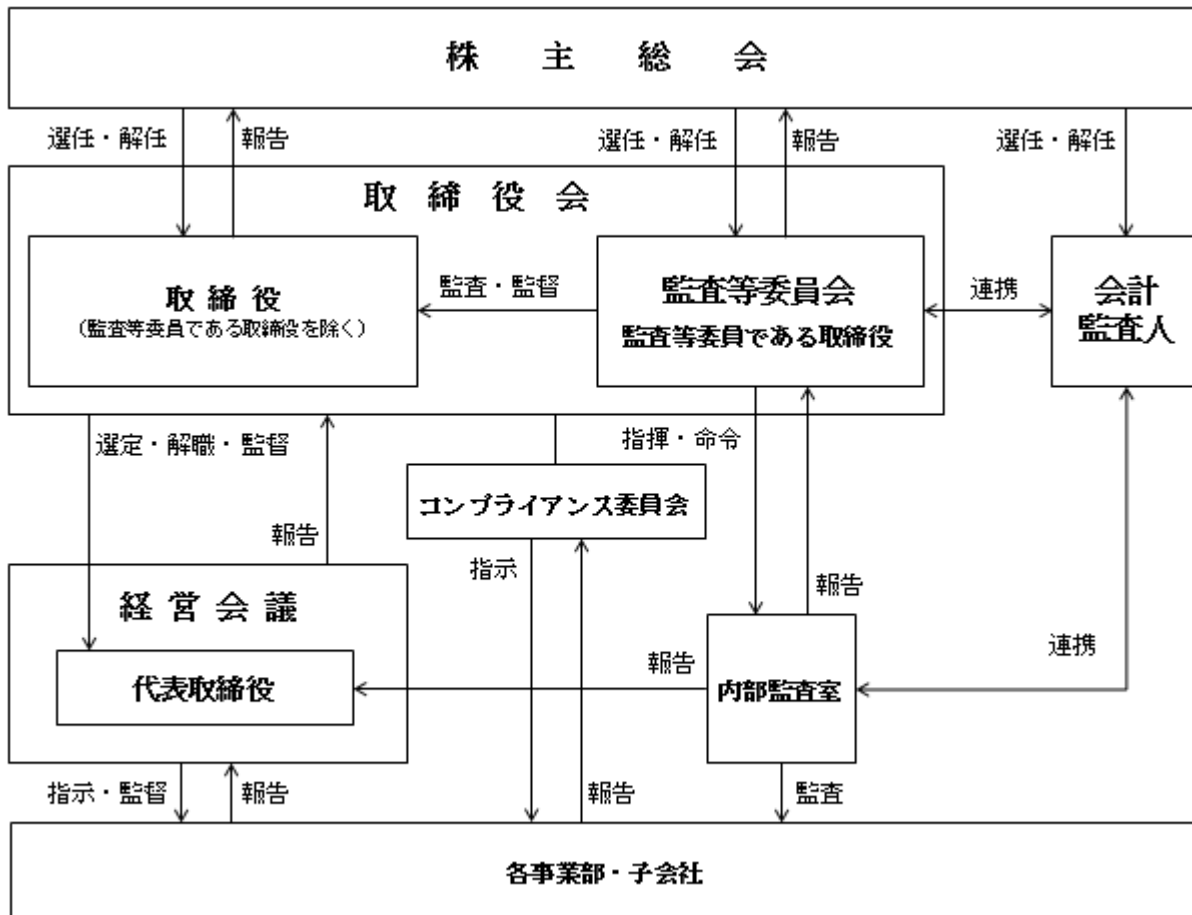 株主総会
選任・解任
報告
選任・解任
報告
選任・解任
取締役会
取締役
(監査等委員である取締役を除く)
監査・監督
監査等委員会
監査等委員である取締役
連携
会計
監査人
選定・解職・監督
報告
指揮・命令
コンプライアンス委員会
指示
報告
経営会議
代表取締役
報告
内部監査室
連携
指示・監督
報告
報告
監査
各事業部・子会社